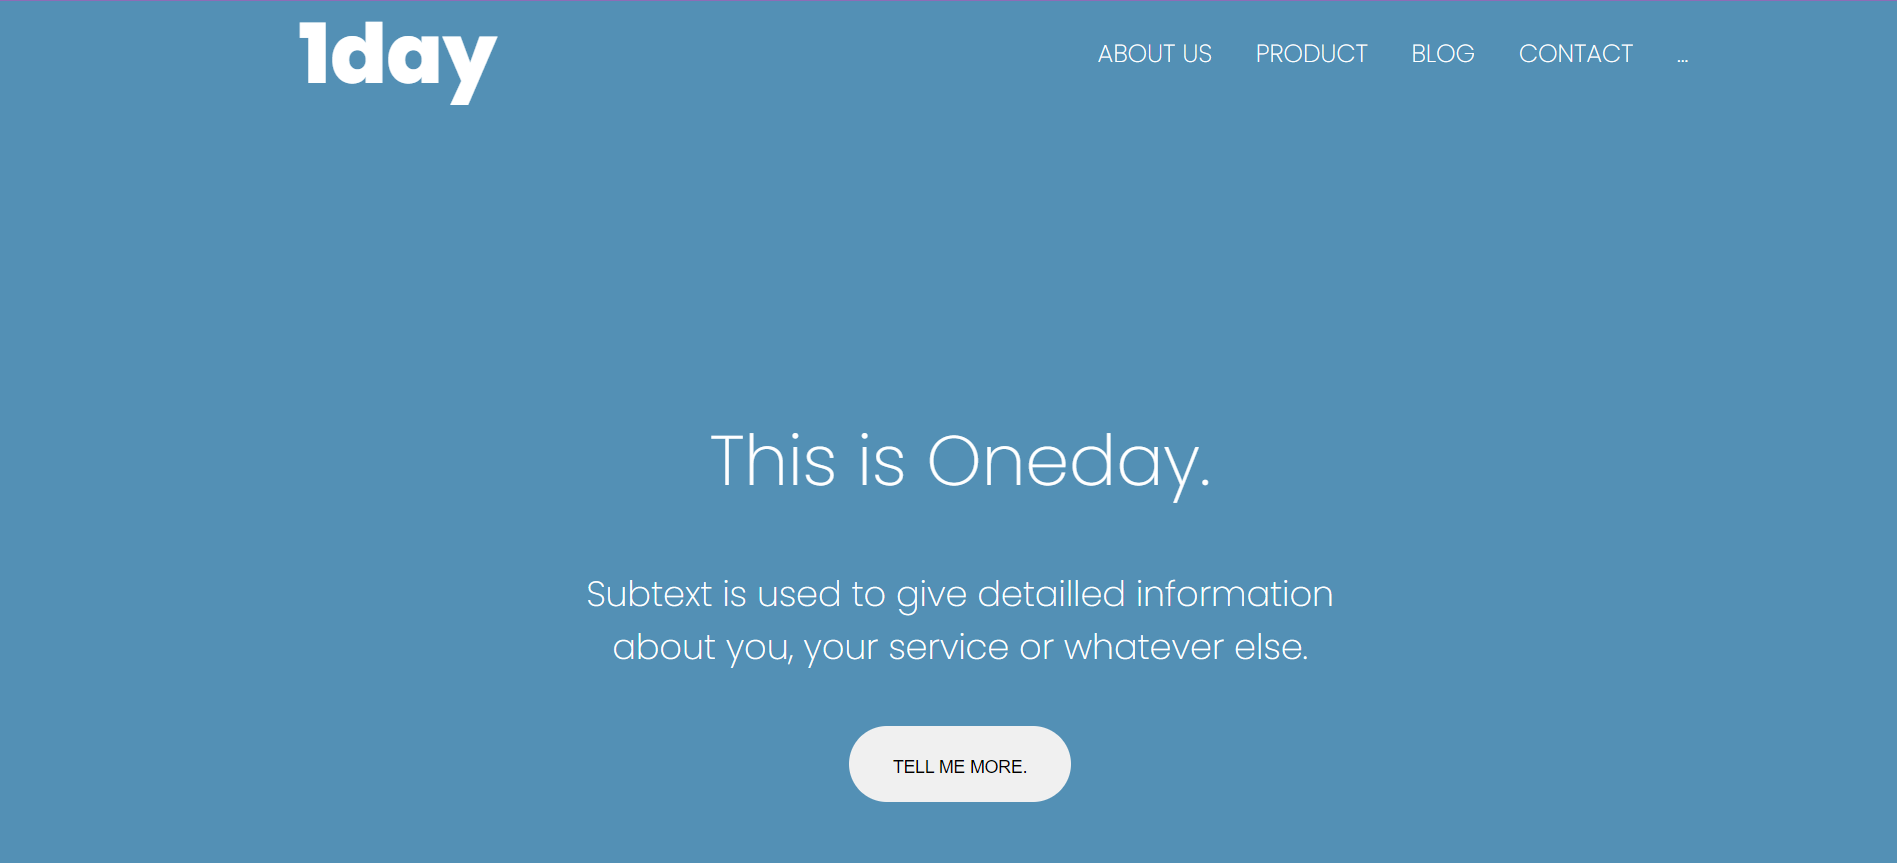 1day
ABOUT US PRODUCT BLOG CONTACT ...
This is Oneday.
Subtext is used to give detailled information
about you, your service or whatever else.
TELL ME MORE.